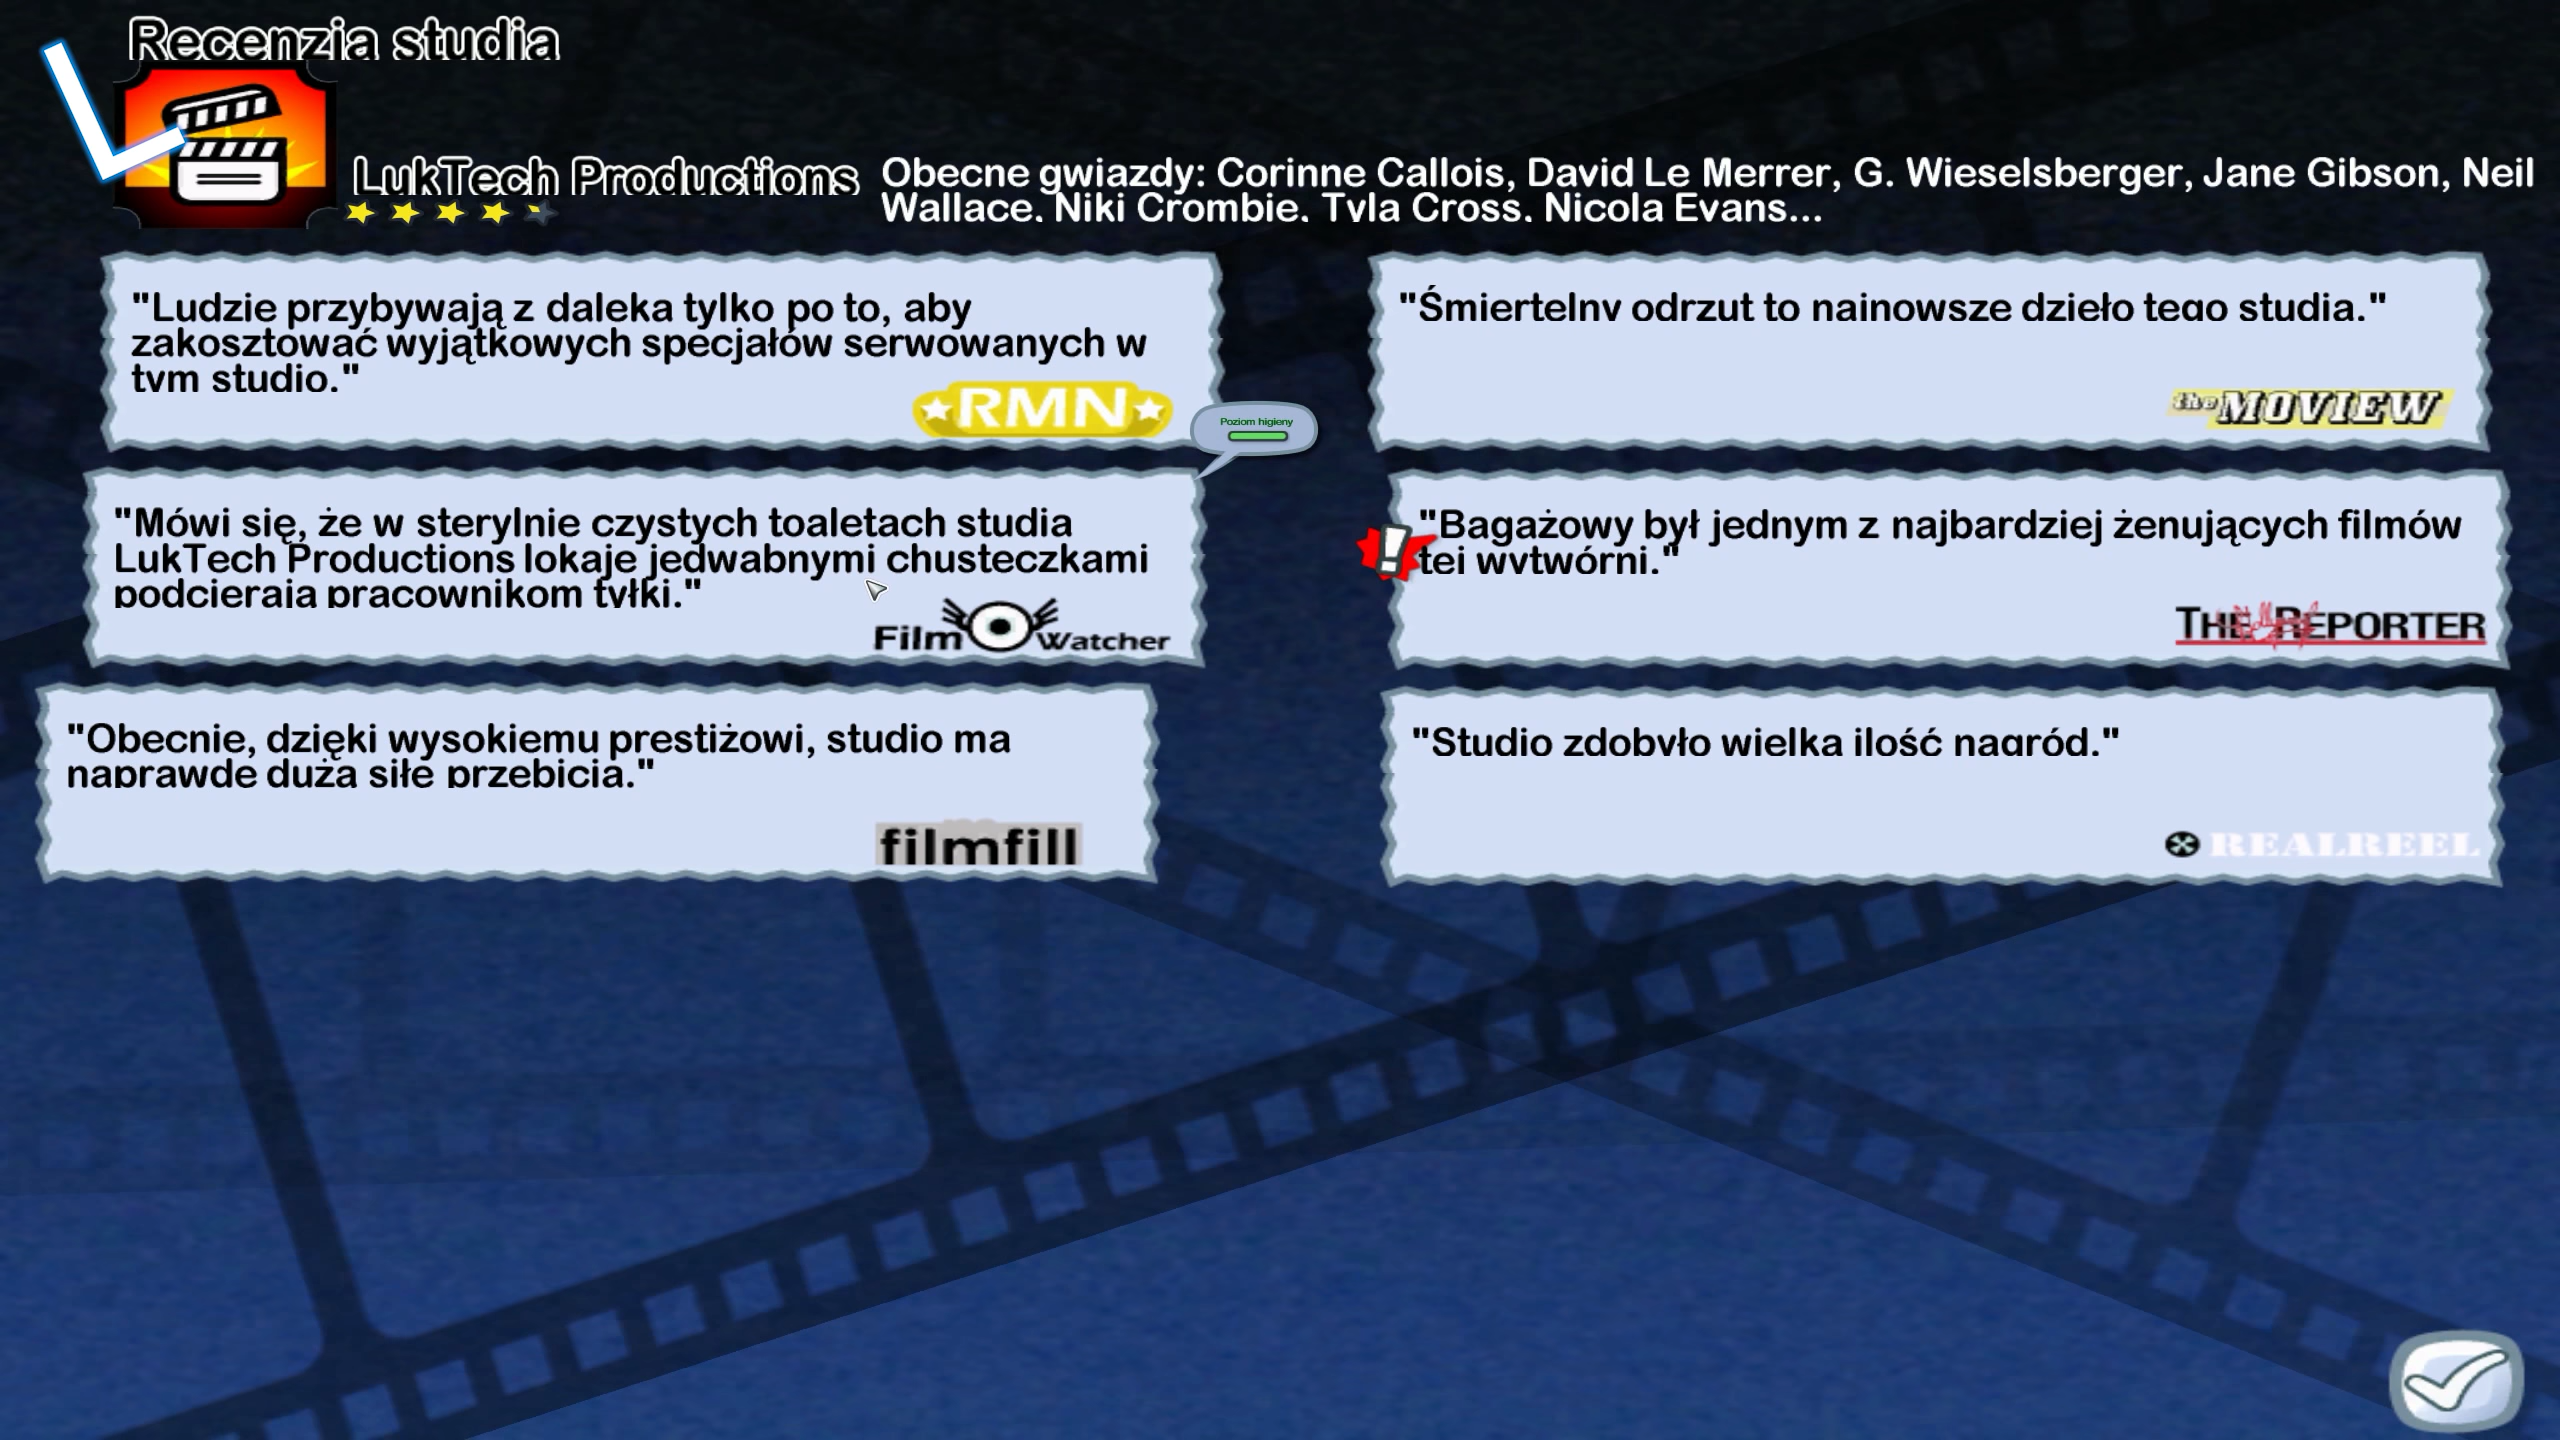 Recenzja studia
LukTech Productions
Obecne gwiazdy: Corinne Callois, David Le Merrer, G. Wieselsberger, Jane Gibson, Neil
Wallace, Niki Crombie, Tyla Cross, Nicola Evans...
"Ludzie przybywają z daleka tylko po to, aby
zakosztować wyjątkowych specjałów serwowanych w
tym studio."
RMN
"Śmiertelny odrzut to najnowsze dzieło tego studia."
the MOVIEW
Poziom higieny
"Mówi się, że w sterylnie czystych toaletach studia
LukTech Productions lokaje jedwabnymi chusteczkami
podcierają pracownikom tyłki."
Film Watcher
"Bagażowy był jednym z najbardziej żenujących filmów
tej wytwórni."
THE REPORTER
"Obecnie, dzięki wysokiemu prestiżowi, studio ma
naprawdę dużą siłę przebicia."
filmfill
"Studio zdobyło wielką ilość nagród."
REALREEL